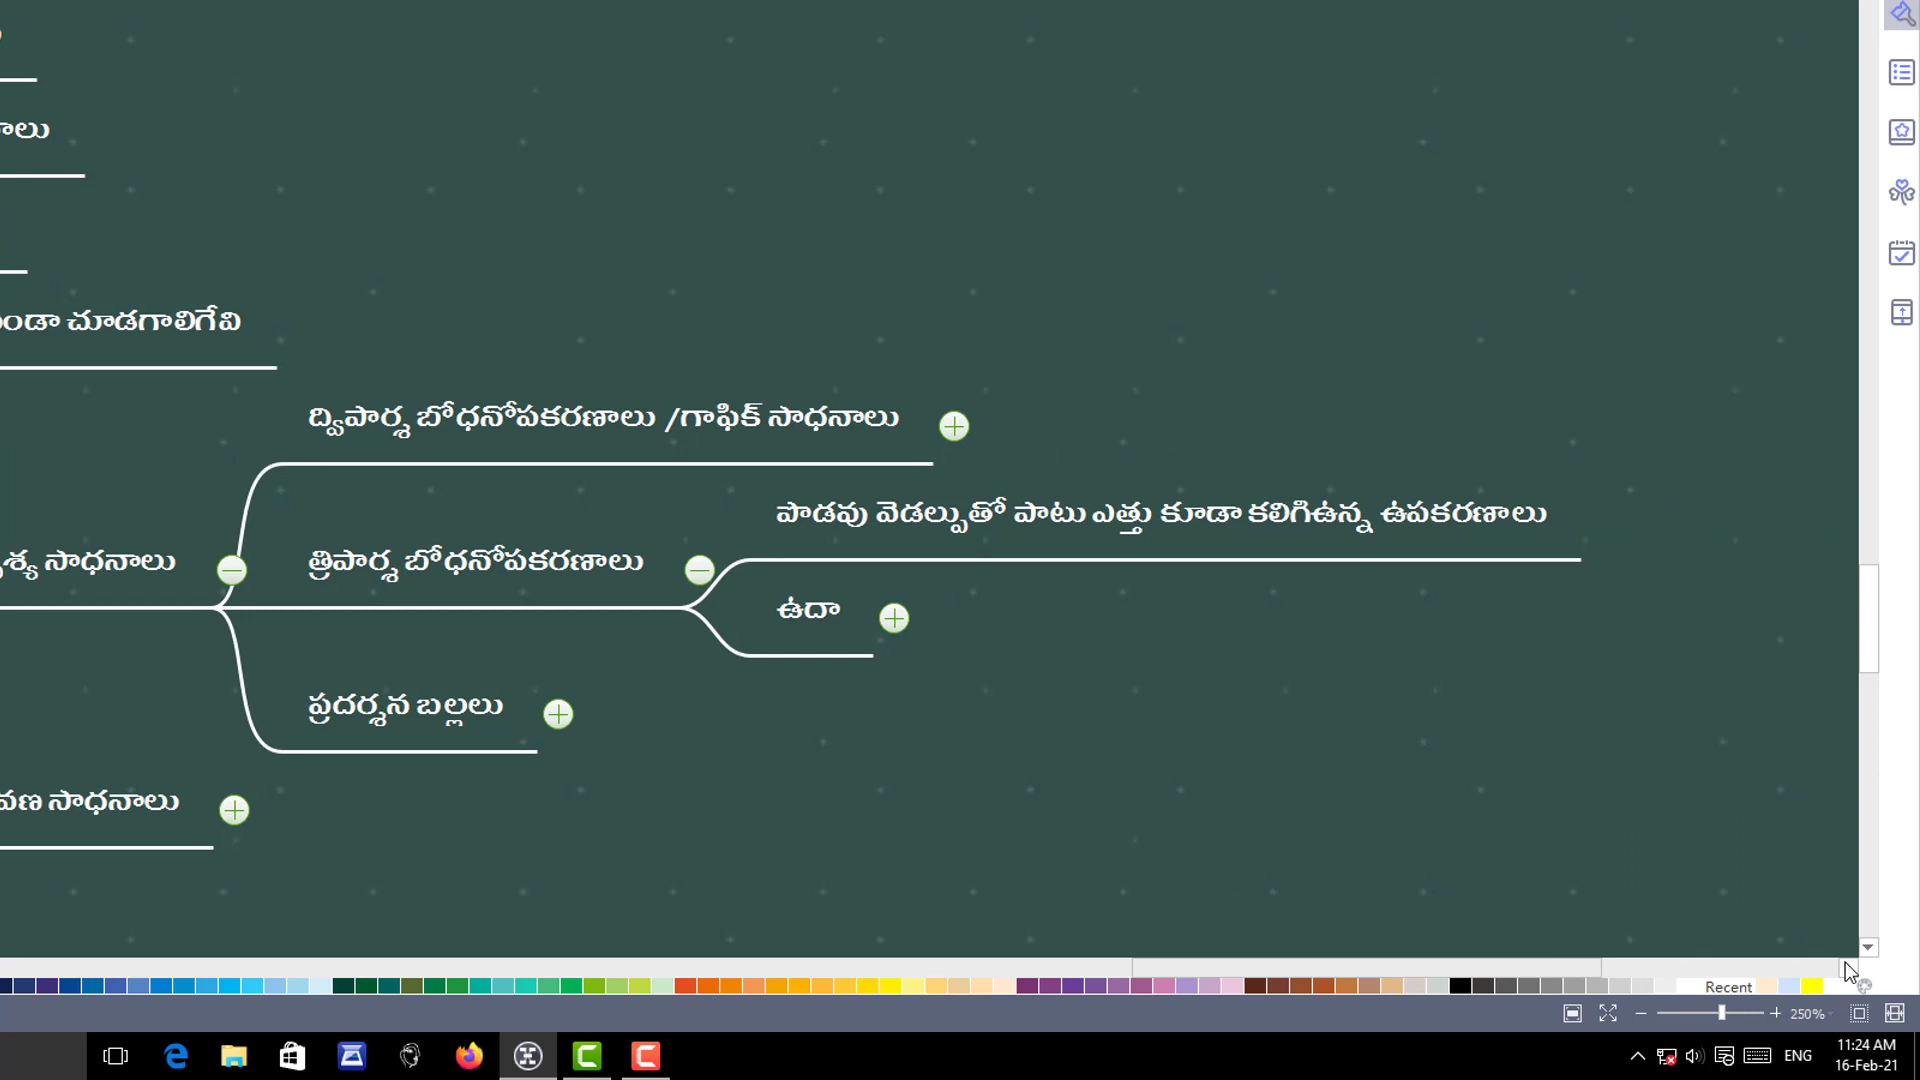 చూడగాలిగేవి
ద్విపార్శ బోధనోపకరణాలు /గాఫిక్ సాధనాలు
పొడవు వెడల్పుతో పాటు ఎత్తు కూడా కలిగిఉన్న ఉపకరణాలు
సాధనాలు
త్రిపార్శ బోధనోపకరణాలు
ఉదా
ప్రదర్శన బల్లలు
సాధనాలు
Recent
250%
ENG
11:24 AM
16-Feb-21